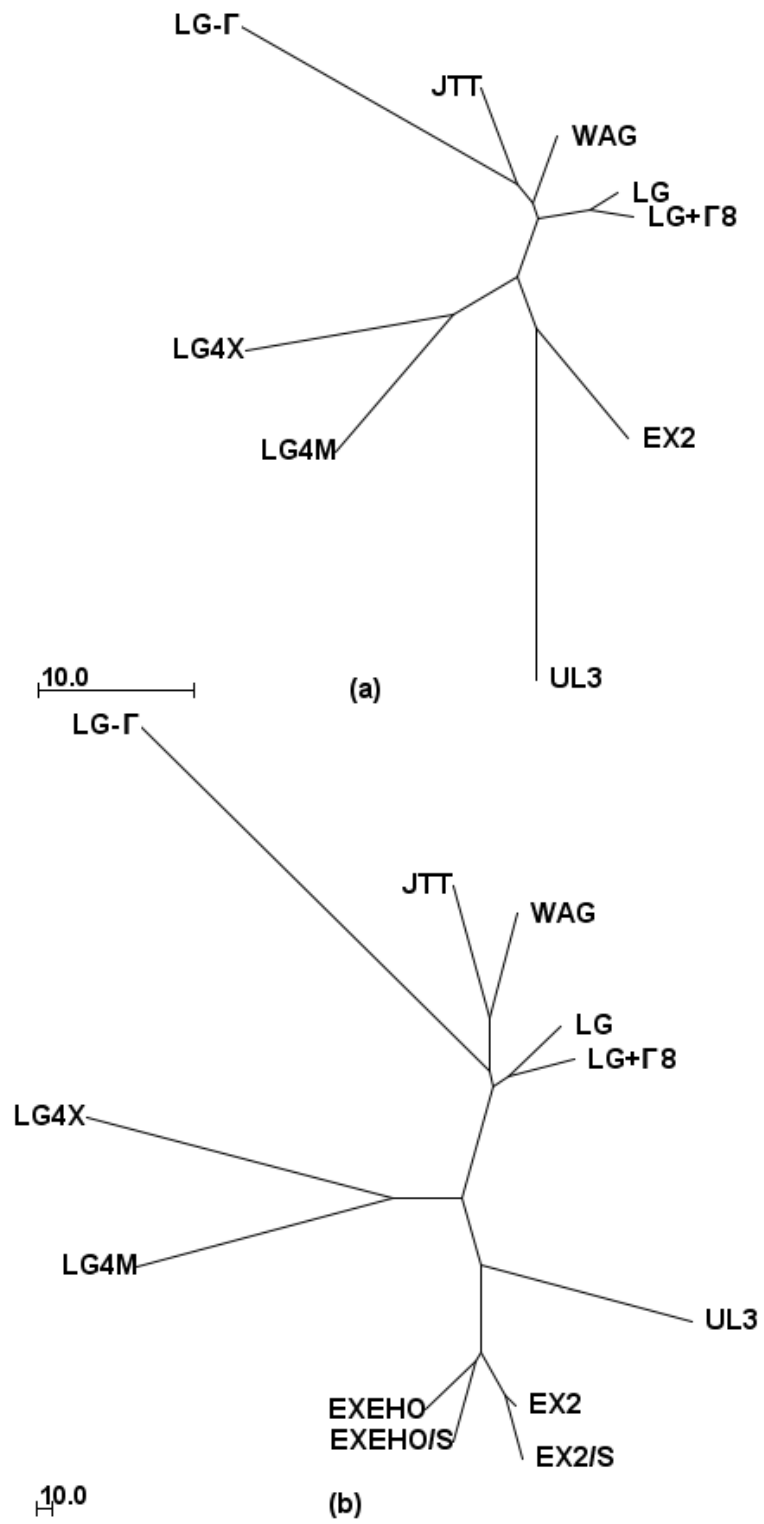 LG-Γ
JTT
WAG
LG
LG+Γ8
LG4X
LG4M
EX2
UL3
10.0
(a)
LG-Γ
JTT
WAG
LG
LG+Γ8
LG4X
LG4M
UL3
EXEHO
EX2
EXEHO/S
EX2/S
10.0
(b)